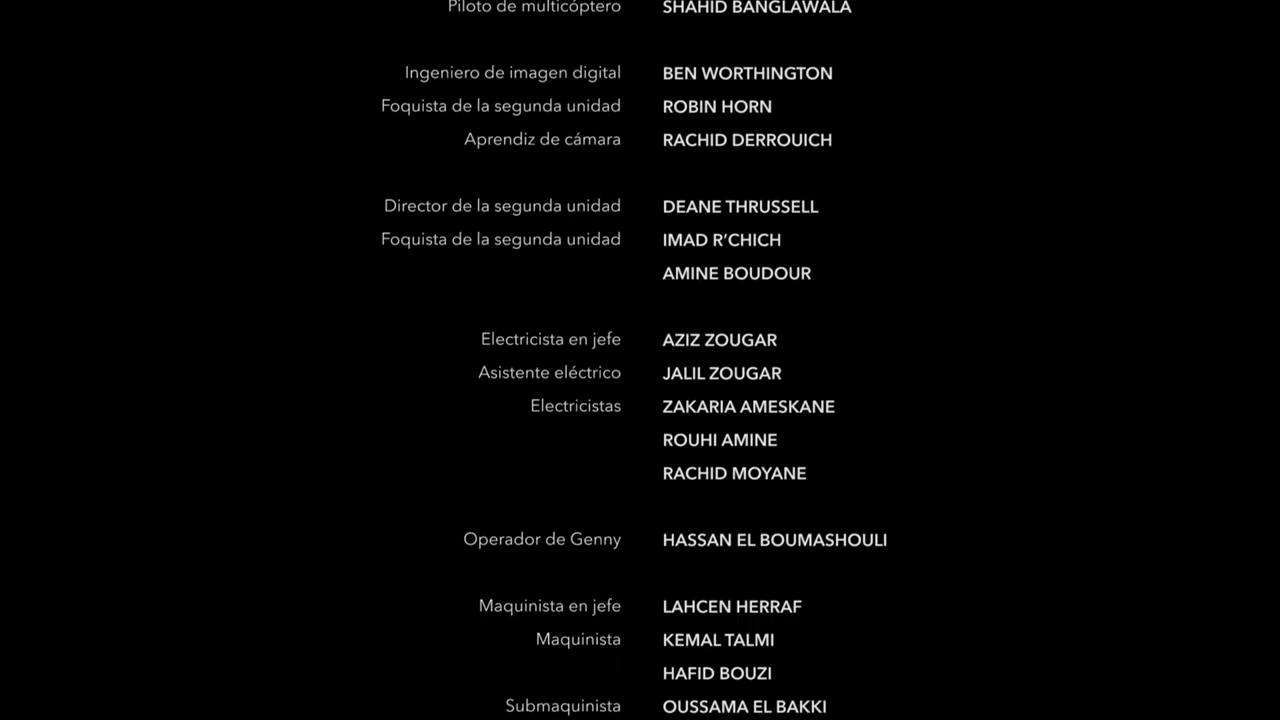 Piloto de multicóptero SHAHID BANGLAWALA
Ingeniero de imagen digital BEN WORTHINGTON
Foquista de la segunda unidad ROBIN HORN
Aprendiz de cámara RACHID DERROUICH
Director de la segunda unidad DEANE THRUSSELL
Foquista de la segunda unidad IMAD R’CHICH
AMINE BOUDOUR
Electricista en jefe AZIZ ZOUGAR
Asistente eléctrico JALIL ZOUGAR
Electricistas ZAKARIA AMESKANE
ROUHI AMINE
RACHID MOYANE
Operador de Genny HASSAN EL BOUMASHOULI
Maquinista en jefe LAHCEN HERRAF
Maquinista KEMAL TALMI
HAFID BOUZI
Submaquinista OUSSAMA EL BAKKI